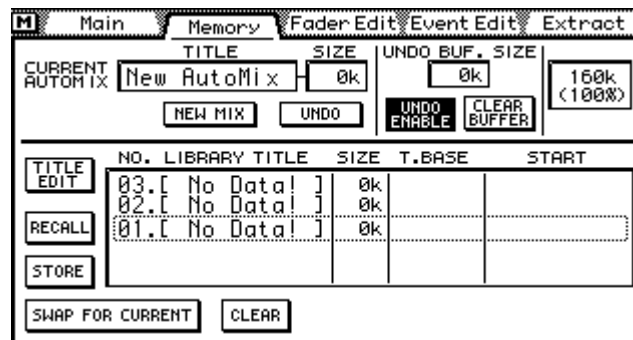 M Main Memory Fader Edit Event Edit Extract
TITLE SIZE UNDO BUF. SIZE
CURRENT AUTOMIX New AutoMix 0k 0k 160k (100%)
NEW MIX UNDO UNDO ENABLE CLEAR BUFFER
NO. LIBRARY TITLE SIZE T.BASE START
TITLE EDIT
03.[ No Data! ] 0k
02.[ No Data! ] 0k
RECALL 01.[ No Data! ] 0k
STORE
SWAP FOR CURRENT CLEAR